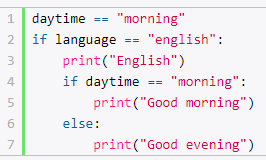 1 daytime == "morning"
2 if language == "english":
3     print("English")
4     if daytime == "morning":
5         print("Good morning")
6     else:
7         print("Good evening")